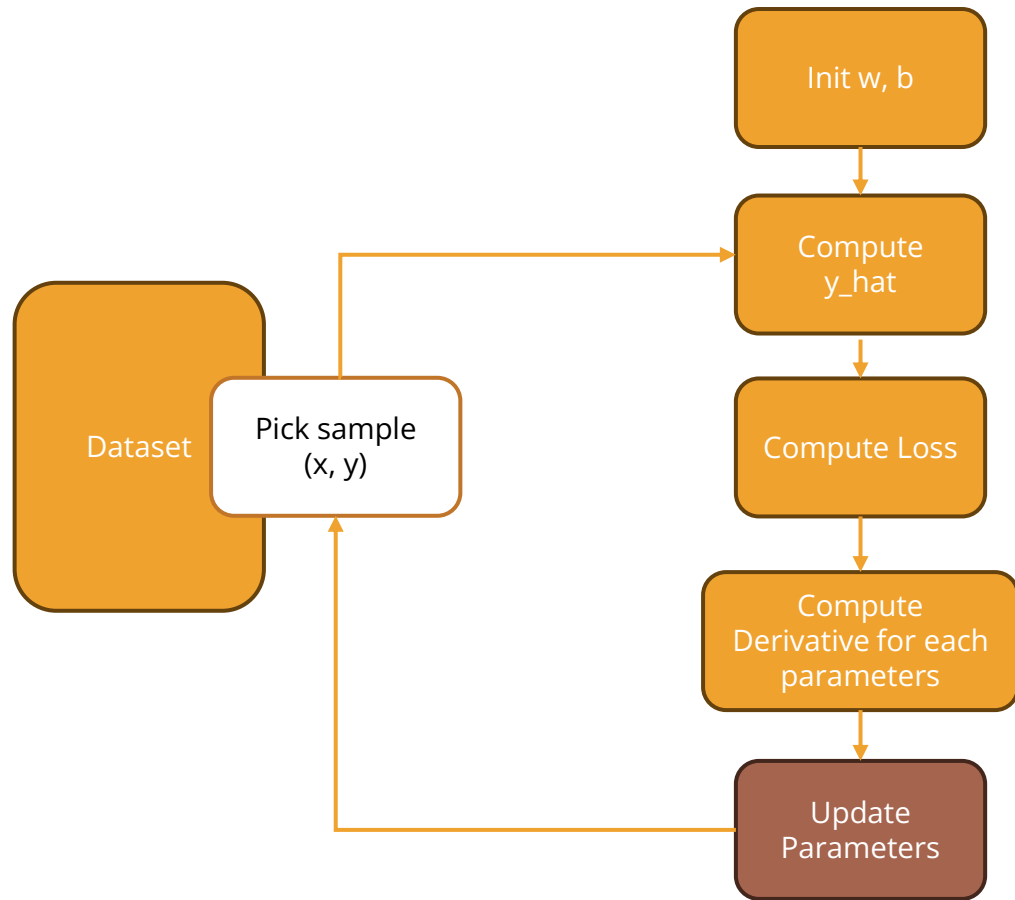 Init w, b
Compute
y_hat
Dataset
Pick sample
(x, y)
Compute Loss
Compute
Derivative for each
parameters
Update
Parameters